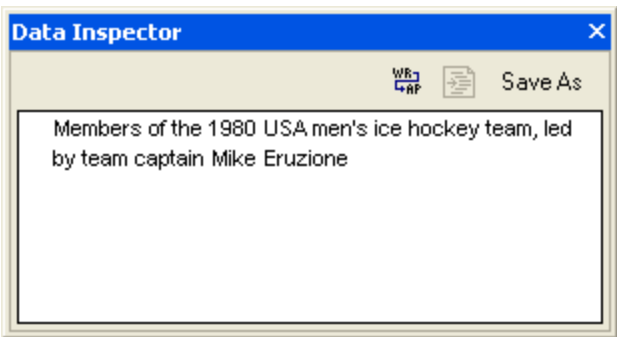 Data Inspector
WR
AP
Save As
Members of the 1980 USA men's ice hockey team, led
by team captain Mike Eruzione